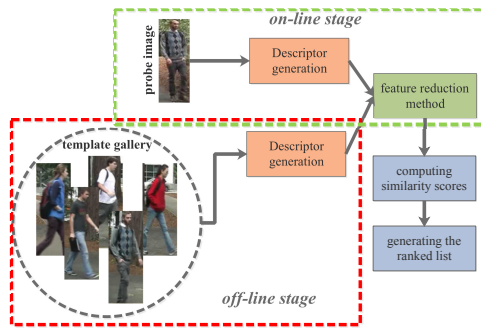 on-line stage
probe image
Descriptor
generation
feature reduction
method
template gallery
Descriptor
generation
computing
similarity scores
generating the
ranked list
off-line stage